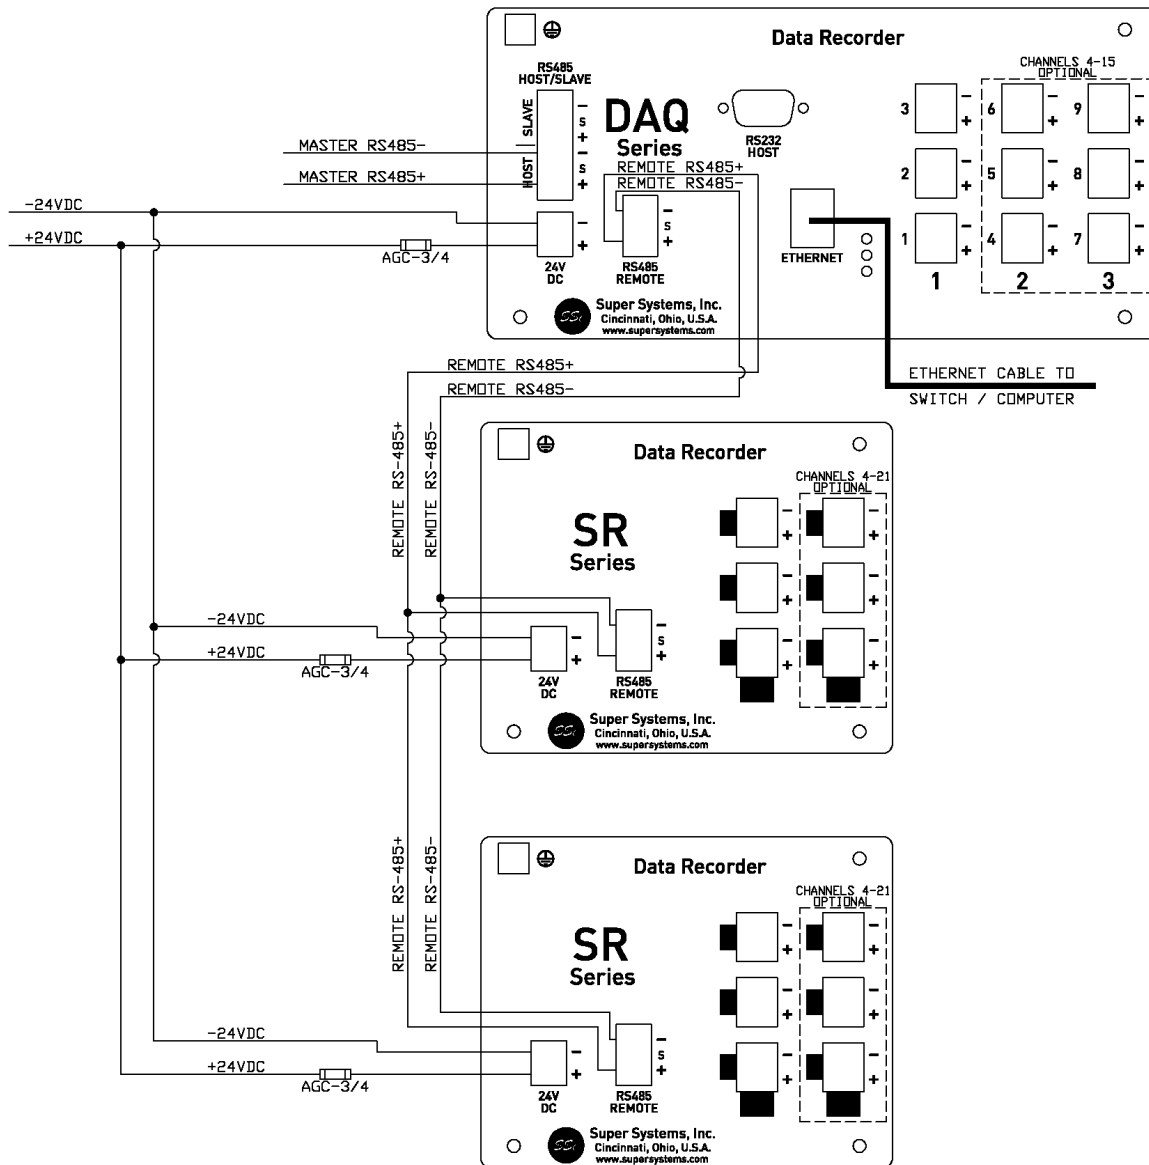 Data Recorder
CHANNELS 4-15
OPTIONAL
RS485
HOST/SLAVE
SLAVE
HOST
- S + - S +
DAQ
Series
RS232
HOST
3 - +
6 - +
9 - +
MASTER RS485-
MASTER RS485+
REMOTE RS485+
REMOTE RS485-
2 - +
5 - +
8 - +
-24VDC
+24VDC
AGC-3/4
- +
24V
DC
- S +
RS485
REMOTE
ETHERNET
1 - +
4 - +
7 - +
1 2 3
SSi
Super Systems, Inc.
Cincinnati, Ohio, U.S.A.
www.supersystems.com
REMOTE RS485+
REMOTE RS485-
ETHERNET CABLE TO
SWITCH / COMPUTER
REMOTE RS-485+
REMOTE RS-485-
Data Recorder
CHANNELS 4-21
OPTIONAL
SR
Series
- + - +
- + - +
- + - +
-24VDC
+24VDC
AGC-3/4
- +
24V
DC
- S +
RS485
REMOTE
SSi
Super Systems, Inc.
Cincinnati, Ohio, U.S.A.
www.supersystems.com
REMOTE RS-485+
REMOTE RS-485-
Data Recorder
CHANNELS 4-21
OPTIONAL
SR
Series
- + - +
- + - +
- + - +
-24VDC
+24VDC
AGC-3/4
- +
24V
DC
- S +
RS485
REMOTE
SSi
Super Systems, Inc.
Cincinnati, Ohio, U.S.A.
www.supersystems.com